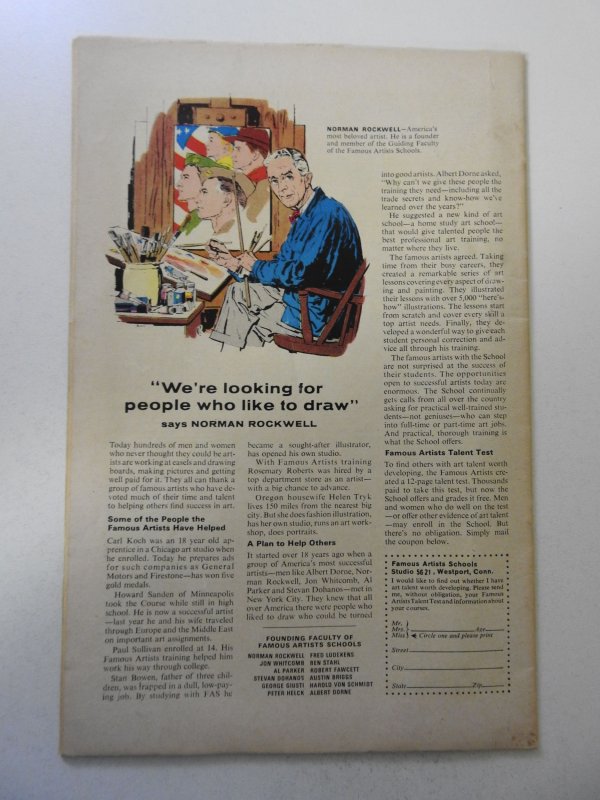 NORMAN ROCKWELL—America's
most beloved artist. He is a founder
and member of the Guiding Faculty
of the Famous Artists Schools.
"We're looking for
people who like to draw"
says NORMAN ROCKWELL
Today hundreds of men and women
who never thought they could be art-
ists are working at easels and drawing
boards, making pictures and getting
well paid for it. They all can thank a
group of famous artists who have de-
voted much of their time and talent
to helping others find success in art.
Some of the People the
Famous Artists Have Helped
Carl Koch was an 18 year old ap-
prentice in a Chicago art studio when
he enrolled. Today he prepares ads
for such companies as General
Motors and Firestone—has won five
gold medals.
Howard Sanden of Minneapolis
took the Course while still in high
school. He is now a successful artist
—last year he and his wife traveled
through Europe and the Middle East
on important art assignments.
Paul Sullivan enrolled at 14. His
Famous Artists training helped him
work his way through college.
Stan Bowen, father of three chil-
dren, was trapped in a dull, low-pay-
ing job. By studying with FAS he
became a sought-after illustrator,
has opened his own studio.
With Famous Artists training
Rosemary Roberts was hired by a
top department store as an artist—
with a big chance to advance.
Oregon housewife Helen Tryk
lives 150 miles from the nearest big
city. But she does fashion illustration,
has her own studio, runs an art work-
shop, does portraits.
A Plan to Help Others
It started over 18 years ago when a
group of America's most successful
artists—men like Albert Dorne, Nor-
man Rockwell, Jon Whitcomb, Al
Parker and Stevan Dohanos—met in
New York City. They knew that all
over America there were people who
liked to draw who could be turned
FOUNDING FACULTY OF
FAMOUS ARTISTS SCHOOLS
NORMAN ROCKWELL FRED LUDEKENS
JON WHITCOMB BEN STAHL
AL PARKER ROBERT FAWCETT
STEVAN DOHANOS AUSTIN BRIGGS
GEORGE GIUSTI HAROLD VON SCHMIDT
PETER HELCK ALBERT DORNE
into good artists. Albert Dorne asked,
"Why can't we give these people the
training they need—including all the
trade secrets and know-how we've
learned over the years?"
He suggested a new kind of art
school—a home study art school—
that would give talented people the
best professional art training, no
matter where they live.
The famous artists agreed. Taking
time from their busy careers, they
created a remarkable series of art
lessons covering every aspect of draw-
ing and painting. They illustrated
their lessons with over 5,000 "here's-
how" illustrations. The lessons start
from scratch and cover every skill a
top artist needs. Finally, they de-
veloped a wonderful way to give each
student personal correction and ad-
vice all through his training.
The famous artists with the School
are not surprised at the success of
their students. The opportunities
open to successful artists today are
enormous. The School continually
gets calls from all over the country
asking for practical well-trained stu-
dents—not geniuses—who can step
into full-time or part-time art jobs.
And practical, thorough training is
what the School offers.
Famous Artists Talent Test
To find others with art talent worth
developing, the Famous Artists cre-
ated a 12-page talent test. Thousands
paid to take this test, but now the
School offers and grades it free. Men
and women who do well on the test
—or offer other evidence of art talent
—may enroll in the School. But
there's no obligation. Simply mail
the coupon below.
Famous Artists Schools
Studio 5621, Westport, Conn.
I would like to find out whether I have
art talent worth developing. Please send
me, without obligation, your Famous
Artists Talent Test and information about
your courses.
Mr.
Mrs. Age
Miss Circle one and please print
Street
City
State Zip